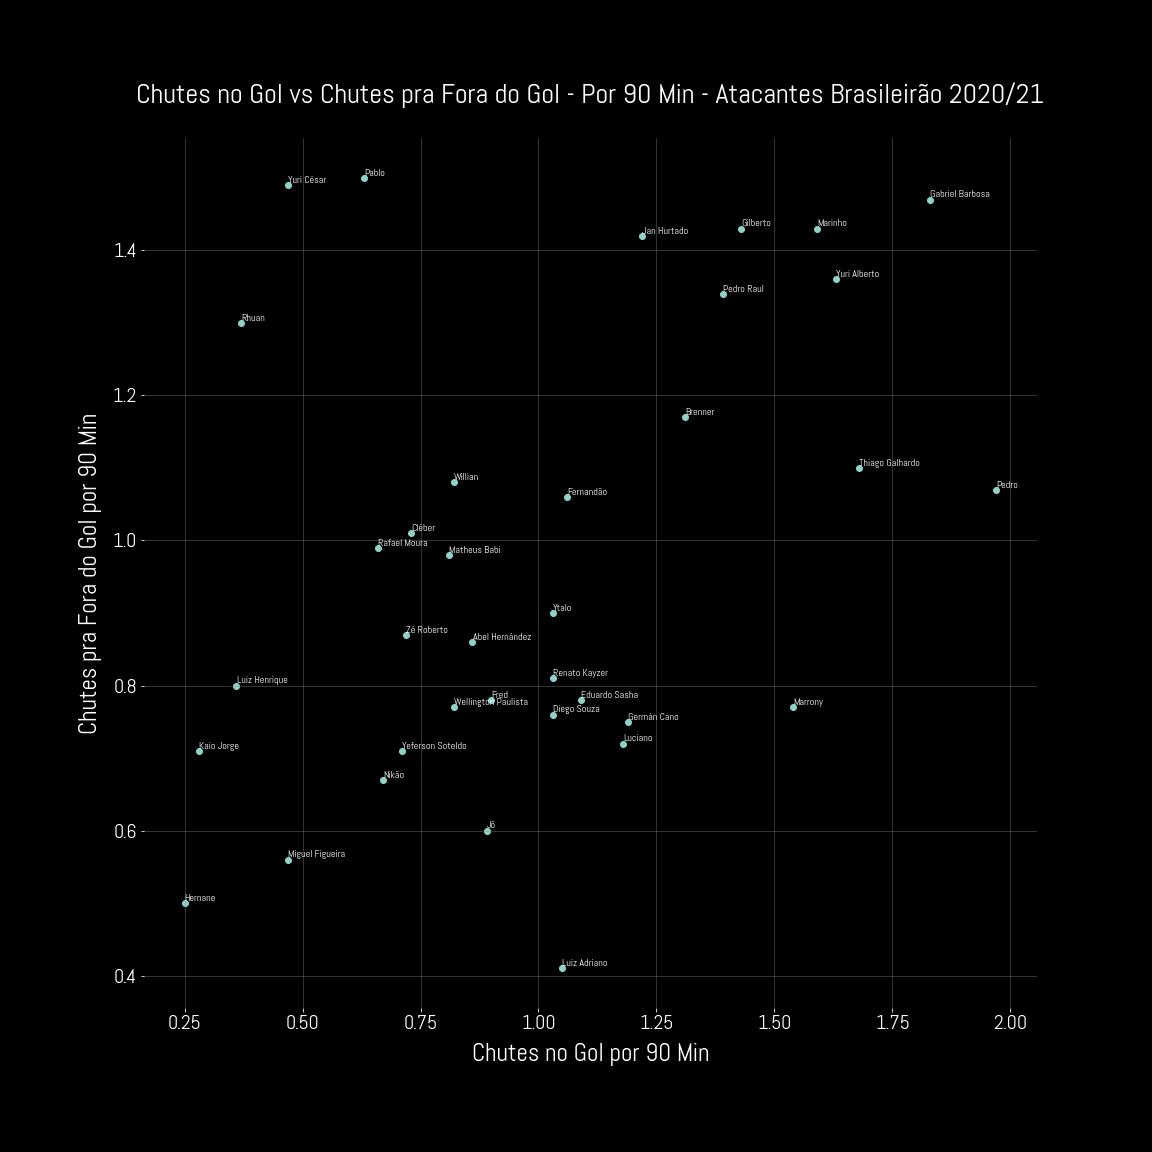 Chutes no Gol vs Chutes pra Fora do Gol - Por 90 Min - Atacantes Brasileirão 2020/21
Pablo
Yuri César
Gabriel Barbosa
Gilberto
Marinho
Jan Hurtado
Yuri Alberto
Pedro Raul
Rhuan
Brenner
Thiago Galhardo
Willian
Pedro
Fernandão
Cléber
Rafael Moura
Matheus Babi
Ytalo
Zé Roberto
Abel Hernández
Renato Kayzer
Luiz Henrique
Fred
Eduardo Sasha
Wellington Paulista
Marrony
Diego Souza
Germán Cano
Luciano
Kaio Jorge
Yeferson Soteldo
Nikão
Jô
Miguel Figueira
Hernane
Luiz Adriano
1.4
1.2
1.0
0.8
0.6
0.4
Chutes pra Fora do Gol por 90 Min
0.25 0.50 0.75 1.00 1.25 1.50 1.75 2.00
Chutes no Gol por 90 Min